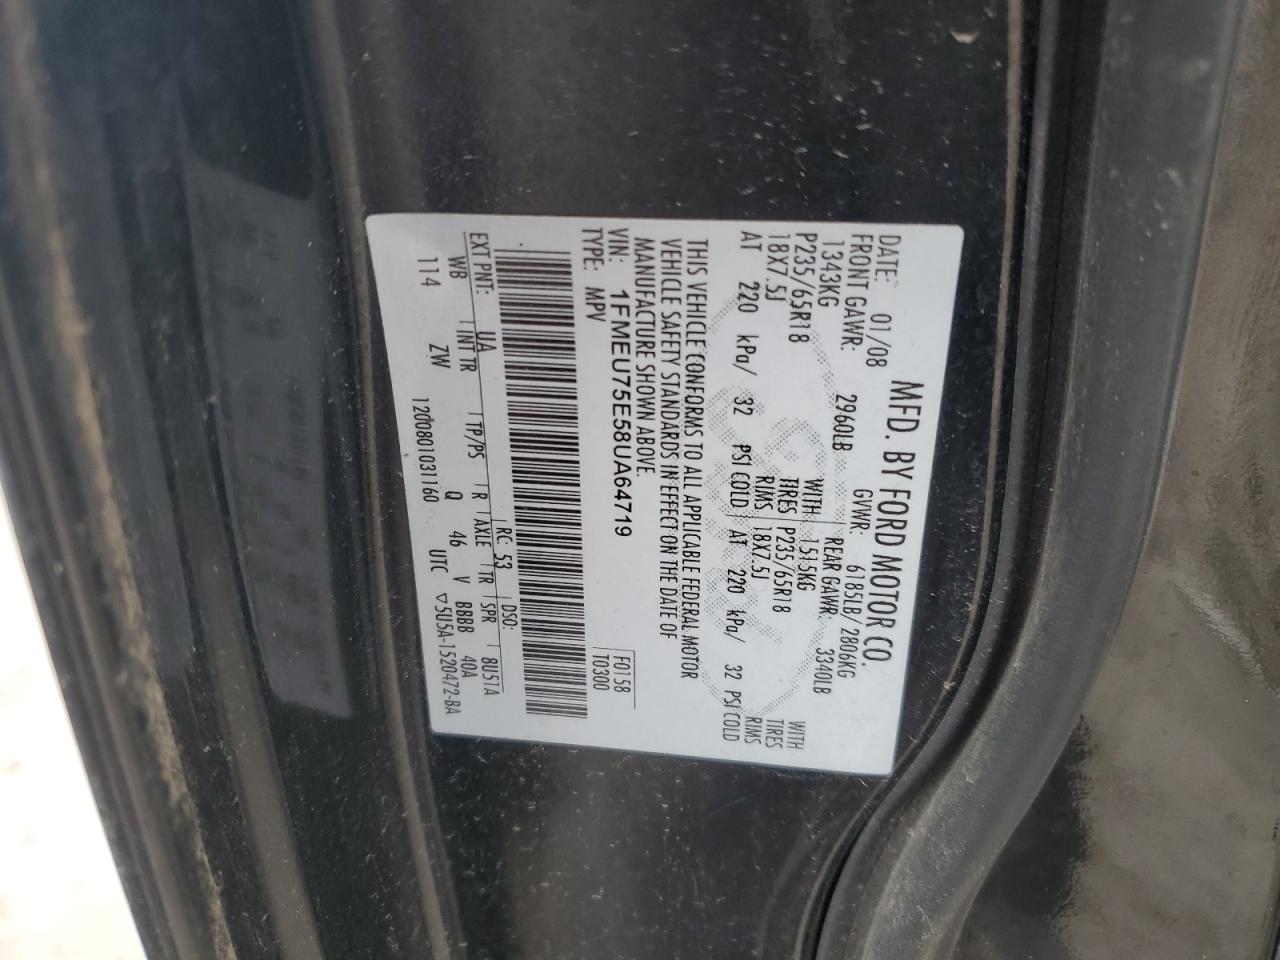 MFD. BY FORD MOTOR CO.
DATE: 01/08 GVWR: 6185LB/ 2806KG
FRONT GAWR: 2960LB REAR GAWR: 3340LB
1343KG WITH 1515KG WITH
P235/65R18 TIRES P235/65R18 TIRES
18X7.5J RIMS 18X7.5J RIMS
AT 220 kPa/ 32 PSI COLD AT 220 kPa/ 32 PSI COLD
THIS VEHICLE CONFORMS TO ALL APPLICABLE FEDERAL MOTOR
VEHICLE SAFETY STANDARDS IN EFFECT ON THE DATE OF
MANUFACTURE SHOWN ABOVE.
VIN: 1FMEU75E58UA64719 F0158
TYPE: MPV T0300
EXT PNT: UA RC: 53 DSO:
WB INT TR TP/PS R AXLE TR SPR 8U51A
114 ZW Q 46 V BBBB 40A
1200801031160 UTC ▽5U5A-1520472-BA